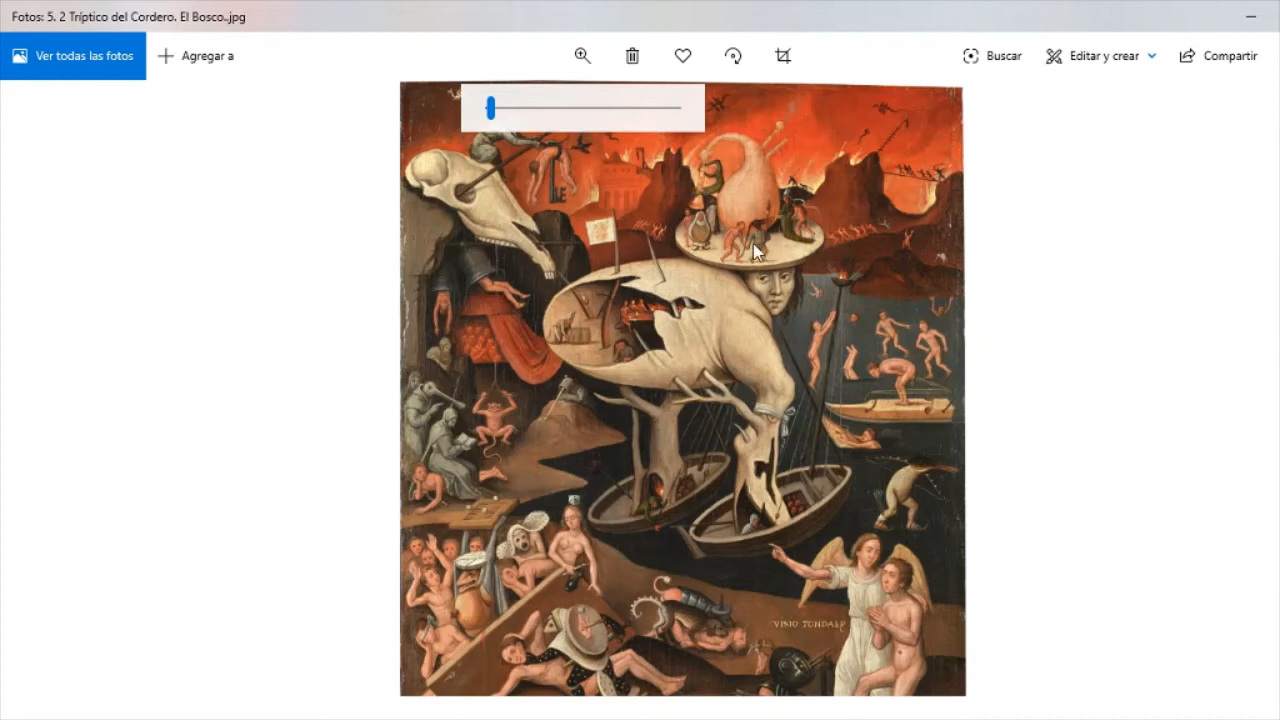 Fotos: 5. 2 Tríptico del Cordero. El Bosco..jpg
Ver todas las fotos
Agregar a
Buscar
Editar y crear
Compartir
VISIO TONDALY